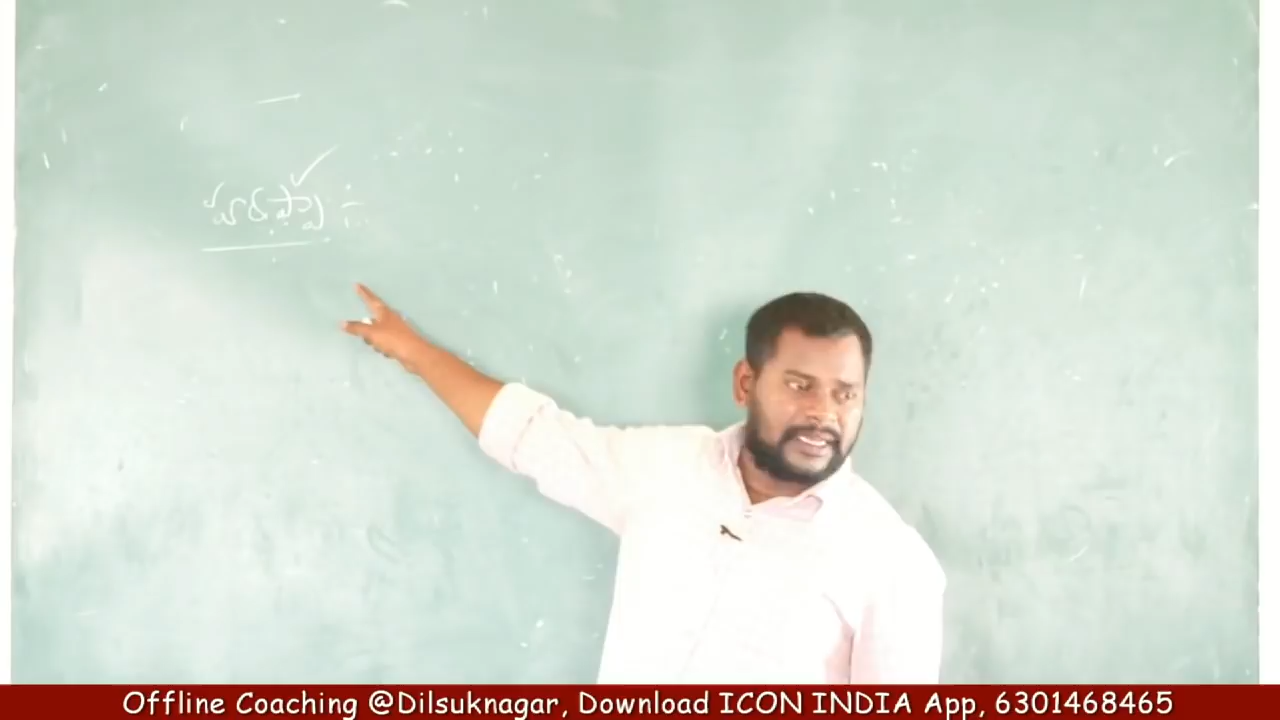 హరప్పా :-
Offline Coaching @Dilsuknagar, Download ICON INDIA App, 6301468465